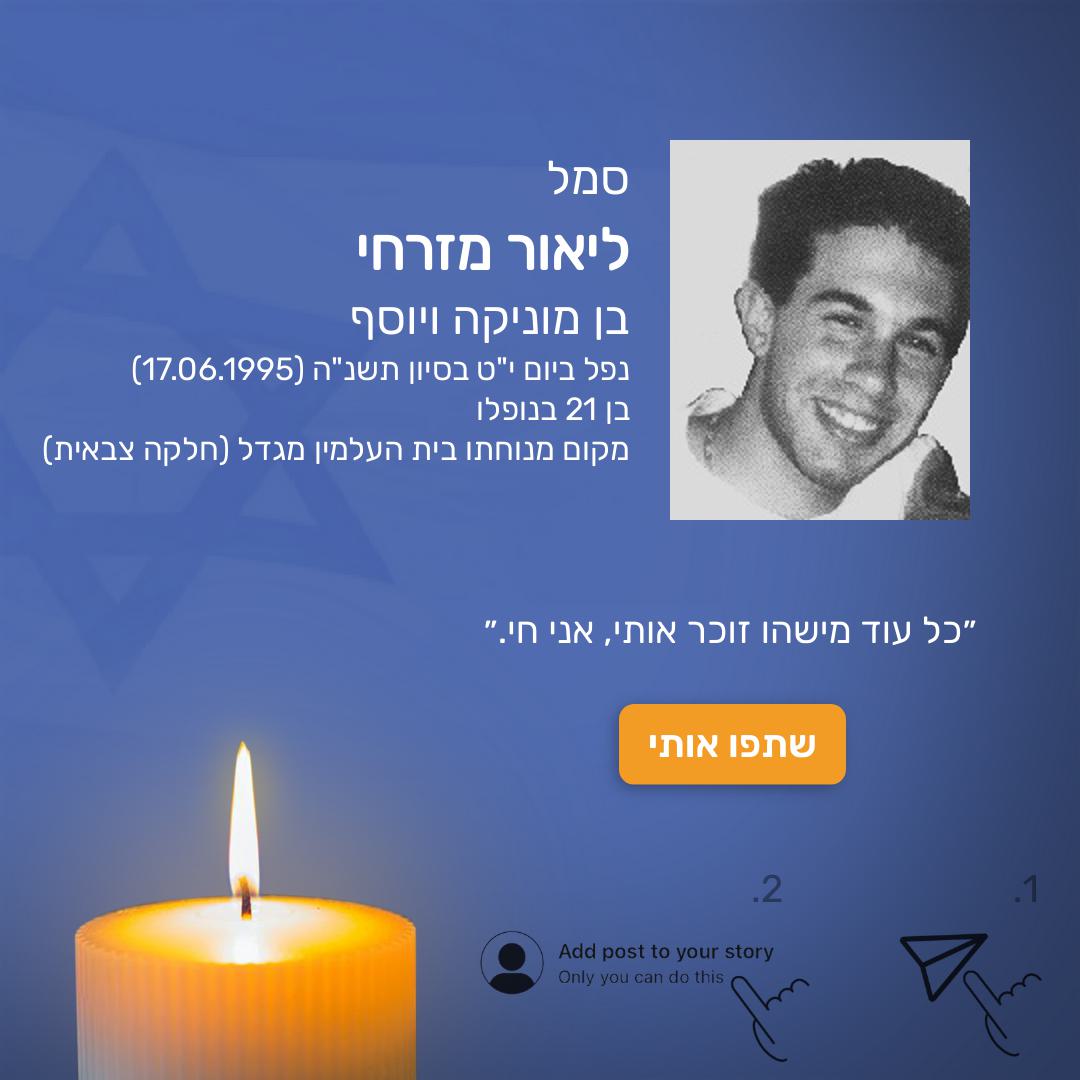 סמל
ליאור מזרחי
בן מוניקה ויוסף
נפל ביום י"ט בסיון תשנ"ה (17.06.1995)
בן 21 בנופלו
מקום מנוחתו בית העלמין מגדל (חלקה צבאית)
״כל עוד מישהו זוכר אותי, אני חי.״
שתפו אותי
.1
.2
Add post to your story
Only you can do this